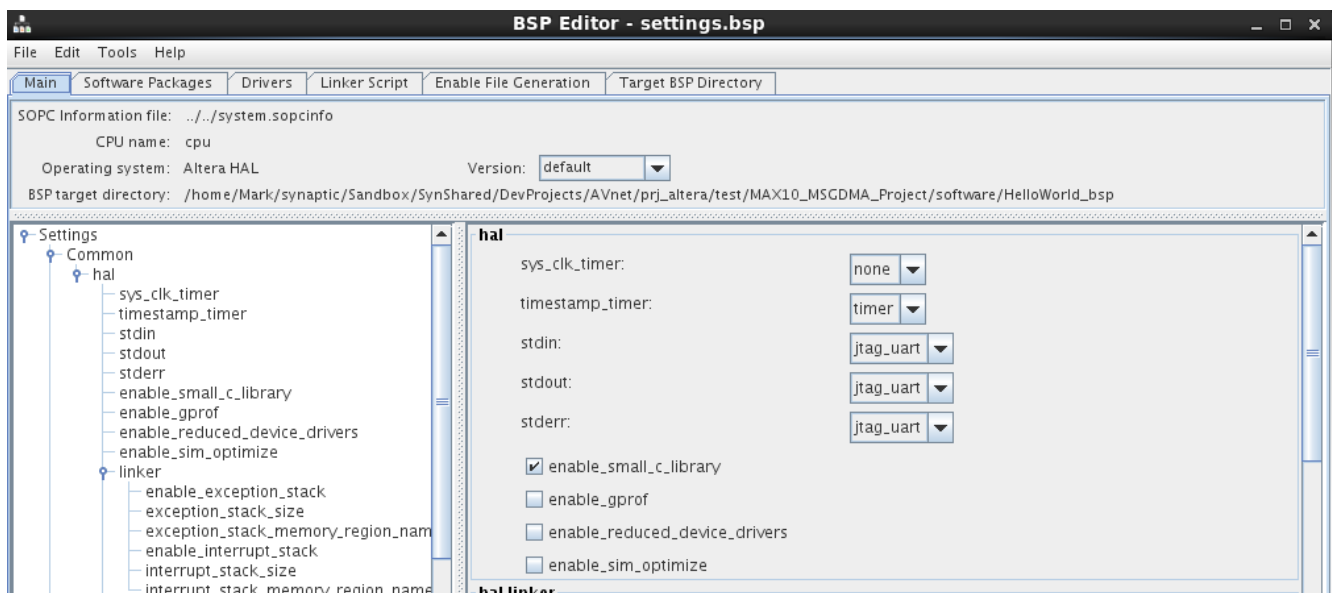 BSP Editor - settings.bsp
File Edit Tools Help
Main Software Packages Drivers Linker Script Enable File Generation Target BSP Directory
SOPC Information file: ../../system.sopcinfo
CPU name: cpu
Operating system: Altera HAL Version: default
BSP target directory: /home/Mark/synaptic/Sandbox/SynShared/DevProjects/AVnet/prj_altera/test/MAX10_MSGDMA_Project/software/HelloWorld_bsp
Settings
Common
hal
sys_clk_timer
timestamp_timer
stdin
stdout
stderr
enable_small_c_library
enable_gprof
enable_reduced_device_drivers
enable_sim_optimize
linker
enable_exception_stack
exception_stack_size
exception_stack_memory_region_nam
enable_interrupt_stack
interrupt_stack_size
interrupt_stack_memory_region_name
hal
sys_clk_timer: none
timestamp_timer: timer
stdin: jtag_uart
stdout: jtag_uart
stderr: jtag_uart
enable_small_c_library
enable_gprof
enable_reduced_device_drivers
enable_sim_optimize
hal.linker